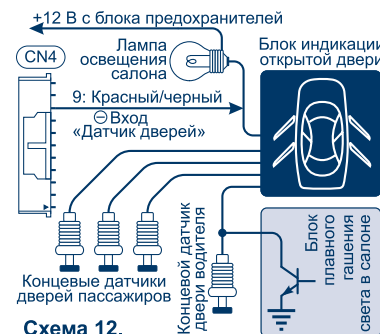 +12 В с блока предохранителей
CN4
Лампа
освещения
салона
Блок индикации
открытой двери
9: Красный/черный
⊖ Вход
«Датчик дверей»
Концевые датчики
дверей пассажиров
Концевой датчик
двери водителя
Блок
плавного
гашения
света в салоне
Схема 12.